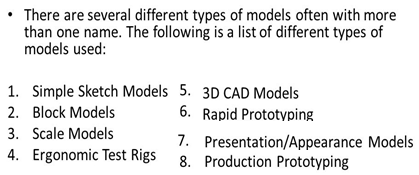 • There are several different types of models often with more
than one name. The following is a list of different types of
models used:
1. Simple Sketch Models
2. Block Models
3. Scale Models
4. Ergonomic Test Rigs
5. 3D CAD Models
6. Rapid Prototyping
7. Presentation/Appearance Models
8. Production Prototyping